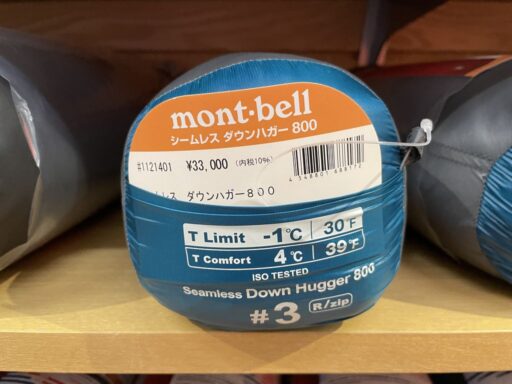 mont·bell
シームレス ダウンハガー 800
#1121401 ¥33,000 (内税10%)
ムレス ダウンハガー800
T Limit -1℃ 30℉
T Comfort 4℃ 39℉
ISO TESTED
Seamless Down Hugger 800
#3 R/zip